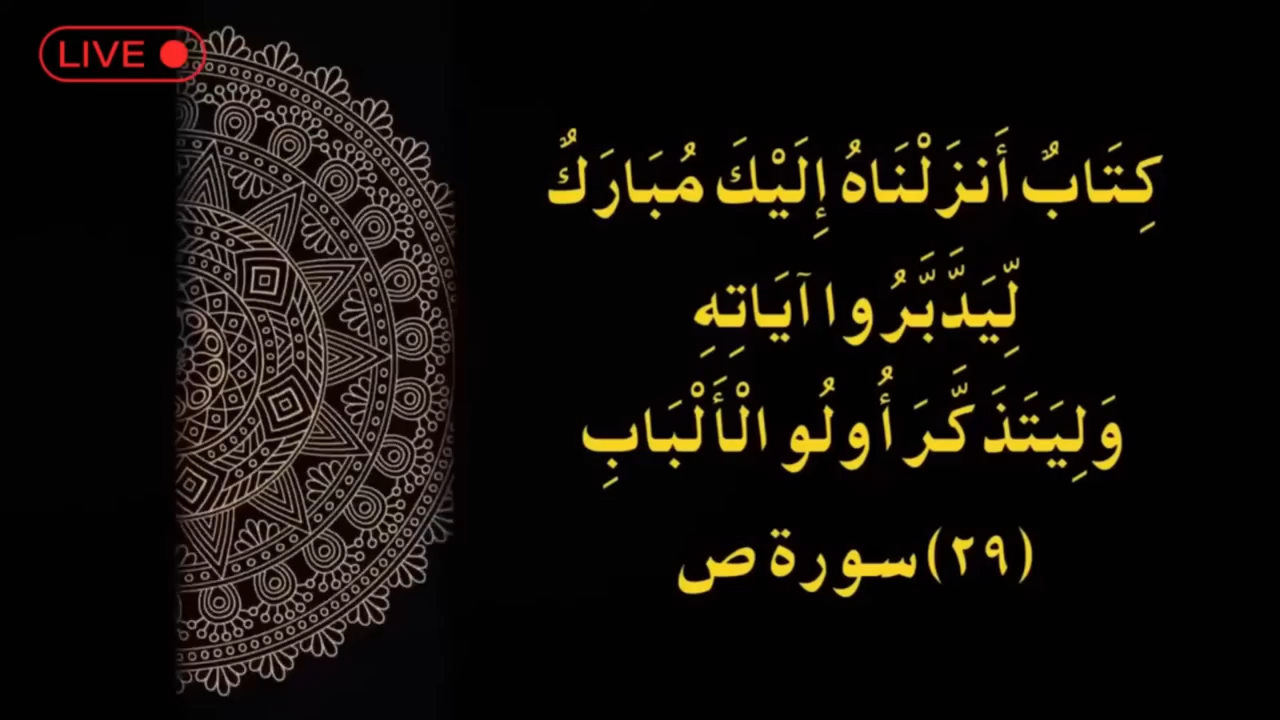 LIVE
كِتَابٌ أَنزَلْنَاهُ إِلَيْكَ مُبَارَكٌ
لِّيَدَّبَّرُوا آيَاتِهِ
وَلِيَتَذَكَّرَ أُولُو الْأَلْبَابِ
(٢٩) سورة ص